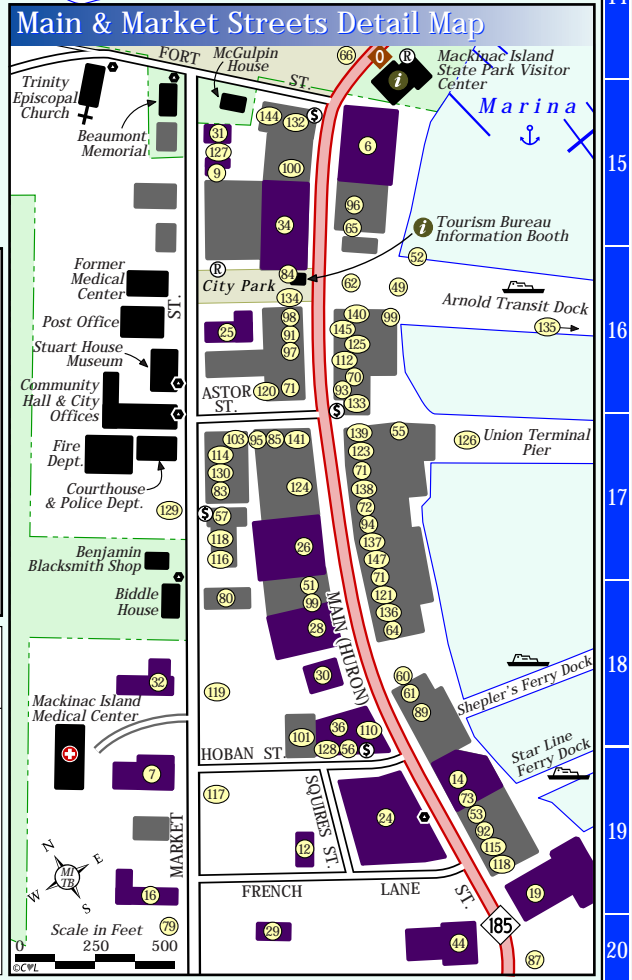 Main & Market Streets Detail Map
FORT
ST.
McGulpin
House
66
0
R
i
Mackinac Island
State Park Visitor
Center
Trinity
Episcopal
Church
Beaumont
Memorial
144
132
$
Marina
31
127
9
6
15
100
96
34
65
i
Tourism Bureau
Information Booth
52
R
84
City Park
134
62
49
Former
Medical
Center
ST.
Arnold Transit Dock
135
Post Office
98
140
99
25
91
145
125
97
112
16
Stuart House
Museum
70
Community
Hall & City
Offices
ASTOR
ST.
120
71
93
133
$
103
95
85
141
139
55
126
Union Terminal
Pier
Fire
Dept.
114
123
130
71
83
124
138
17
Courthouse
& Police Dept.
129
$
57
72
94
118
26
137
116
147
Benjamin
Blacksmith Shop
71
51
121
Biddle
House
80
99
136
28
64
MAIN (HURON)
18
32
30
60
61
119
89
Shepler's Ferry Dock
Mackinac Island
Medical Center
36
110
101
128
56
$
HOBAN ST.
Star Line
Ferry Dock
7
14
117
73
SQUIRES ST.
24
53
92
19
MARKET
12
115
118
N
E
MI
TB
W
S
16
FRENCH
LANE
ST.
19
79
29
185
Scale in Feet
0
250
500
44
87
20
©C♥L